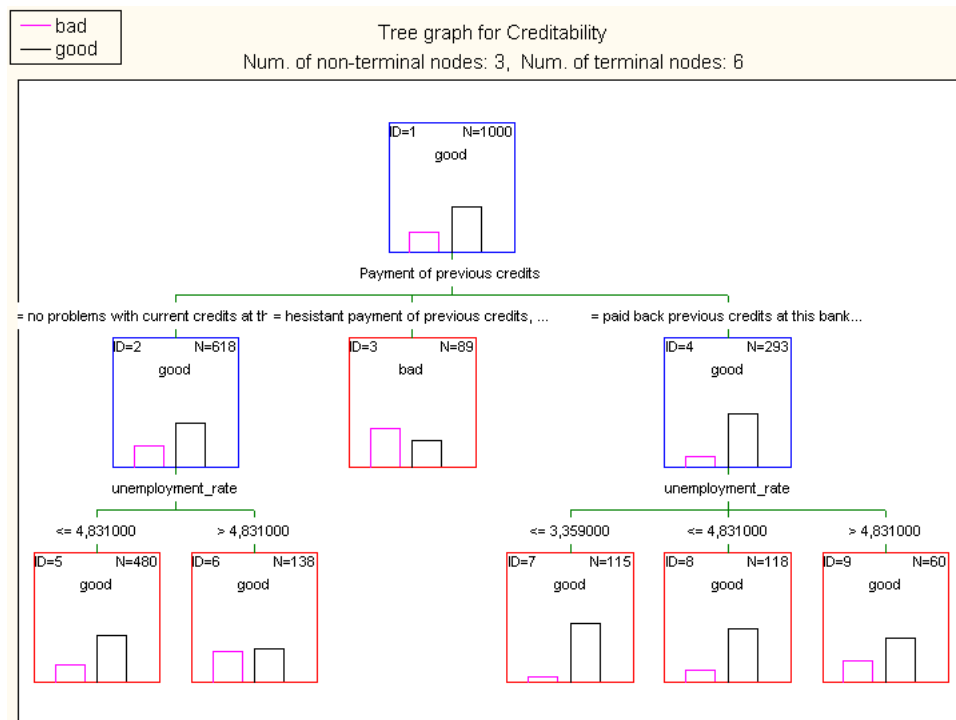 bad
good
Tree graph for Creditability
Num. of non-terminal nodes: 3, Num. of terminal nodes: 6
ID=1 N=1000
good
Payment of previous credits
= no problems with current credits at th = hesistant payment of previous credits, ... = paid back previous credits at this bank...
ID=2 N=618 ID=3 N=89 ID=4 N=293
good bad good
unemployment_rate unemployment_rate
<= 4,831000 > 4,831000 <= 3,359000 <= 4,831000 > 4,831000
ID=5 N=480 ID=6 N=138 ID=7 N=115 ID=8 N=118 ID=9 N=60
good good good good good